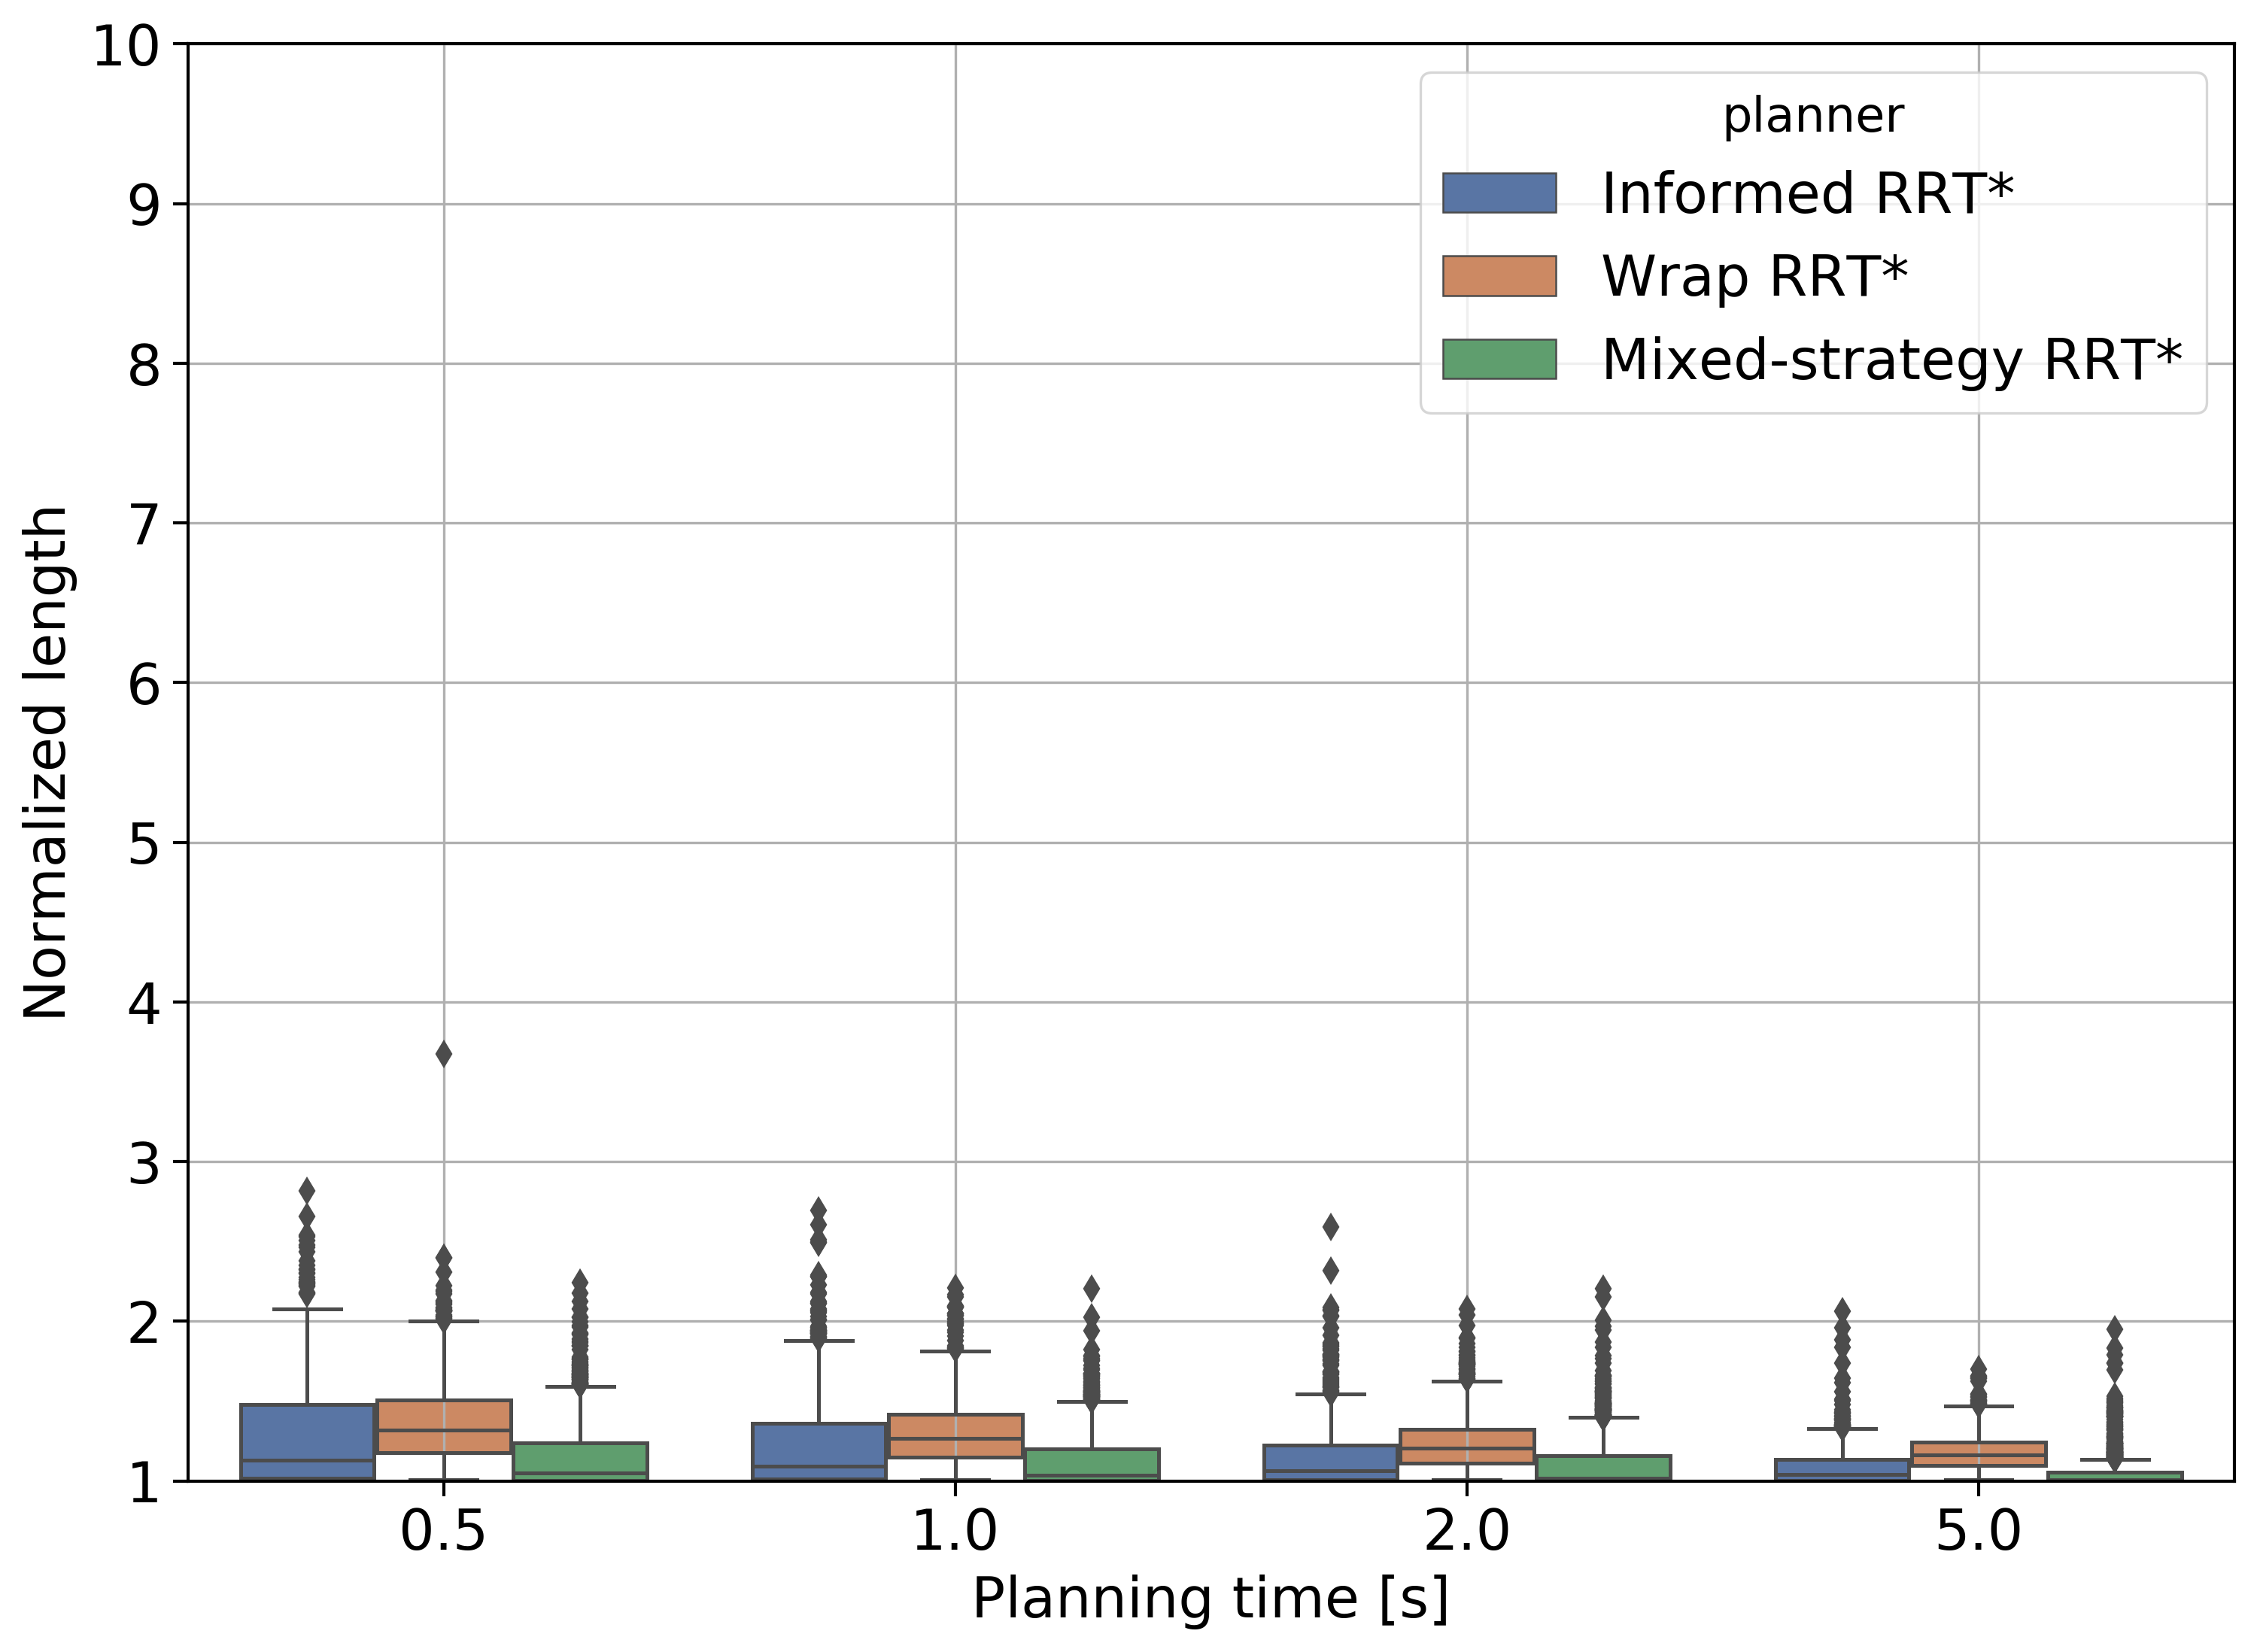 10
9
8
7
6
5
4
3
2
1
Normalized length
planner
Informed RRT*
Wrap RRT*
Mixed-strategy RRT*
0.5 1.0 2.0 5.0
Planning time [s]